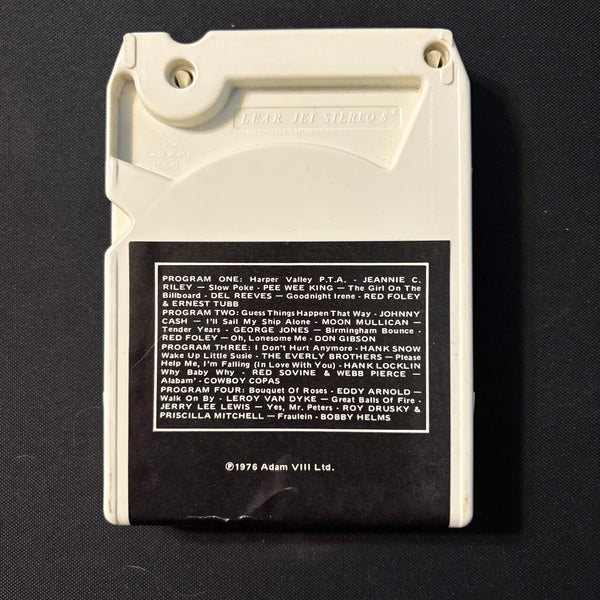 LEAR JET STEREO 8
PROGRAM ONE: Harper Valley P.T.A. - JEANNIE C.
RILEY — Slow Poke - PEE WEE KING — The Girl On The
Billboard - DEL REEVES — Goodnight Irene - RED FOLEY
& ERNEST TUBB
PROGRAM TWO: Guess Things Happen That Way - JOHNNY
CASH — I'll Sail My Ship Alone - MOON MULLICAN —
Tender Years - GEORGE JONES — Birmingham Bounce -
RED FOLEY — Oh, Lonesome Me - DON GIBSON
PROGRAM THREE: I Don't Hurt Anymore - HANK SNOW
Wake Up Little Susie - THE EVERLY BROTHERS — Please
Help Me, I'm Falling (In Love With You) - HANK LOCKLIN
Why Baby Why - RED SOVINE & WEBB PIERCE —
Alabam' - COWBOY COPAS
PROGRAM FOUR: Bouquet Of Roses - EDDY ARNOLD —
Walk On By - LEROY VAN DYKE — Great Balls Of Fire -
JERRY LEE LEWIS — Yes, Mr. Peters - ROY DRUSKY &
PRISCILLA MITCHELL — Fraulein - BOBBY HELMS
℗1976 Adam VIII Ltd.